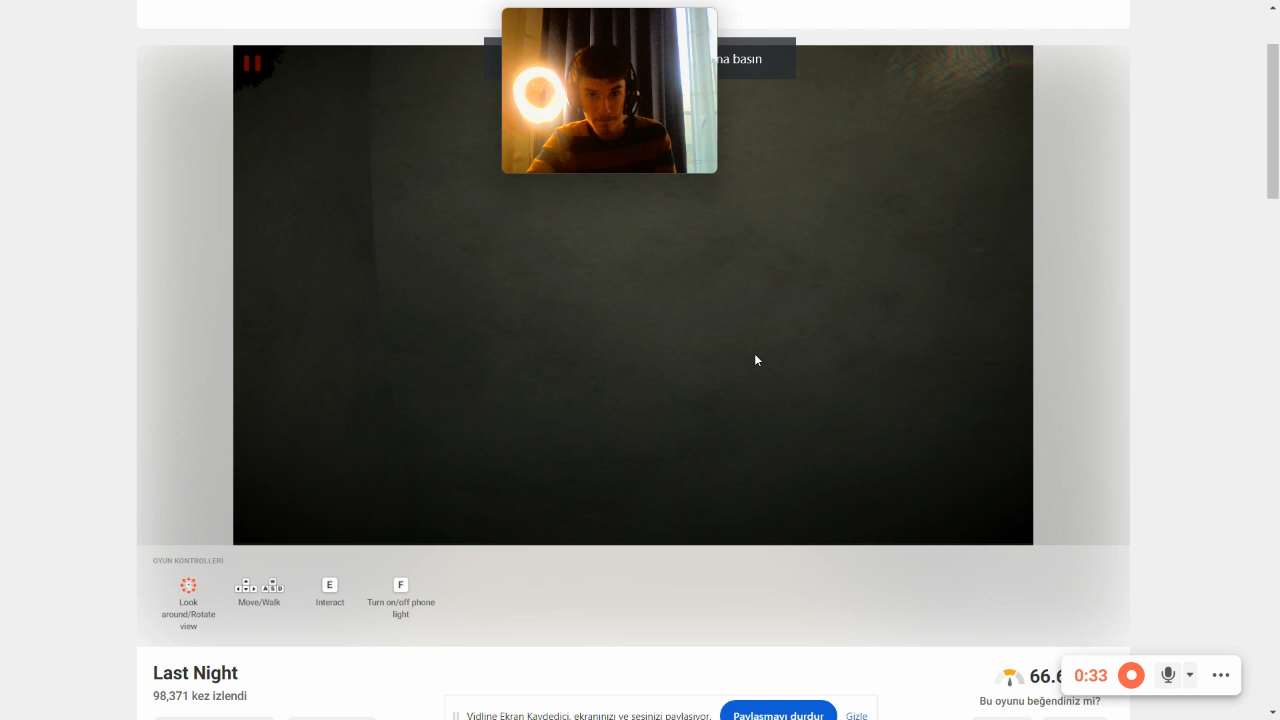 ma basın
OYUN KONTROLLERİ
Look around/Rotate view
A S D
Move/Walk
E
Interact
F
Turn on/off phone light
Last Night
98,371 kez izlendi
66.6
Bu oyunu beğendiniz mi?
0:33
Vidline Ekran Kaydedici, ekranınızı ve sesinizi paylaşıyor.
Paylaşmayı durdur
Gizle